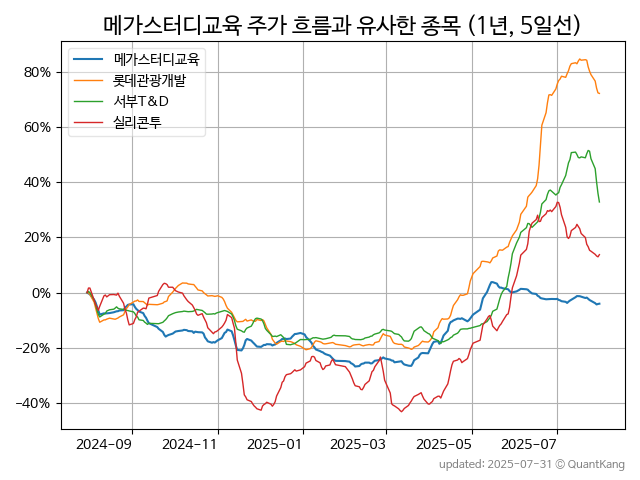 메가스터디교육 주가 흐름과 유사한 종목 (1년, 5일선)
메가스터디교육
롯데관광개발
서부T&D
실리콘투
80%
60%
40%
20%
0%
−20%
−40%
2024-09 2024-11 2025-01 2025-03 2025-05 2025-07
updated: 2025-07-31 © QuantKang